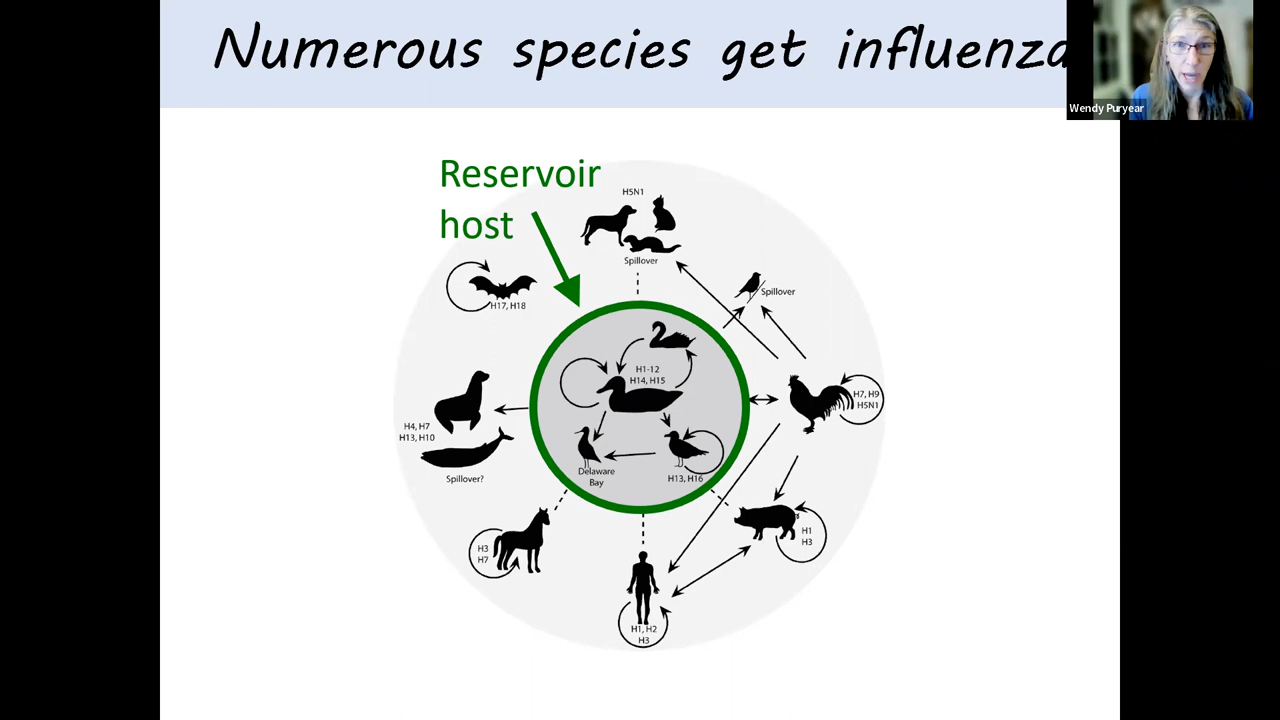 Numerous species get influenza
Wendy Puryear
Reservoir
host
H5N1
Spillover
Spillover
H17, H18
H1-12
H14, H15
H7, H9
H5N1
H4, H7
H13, H10
Spillover?
Delaware
Bay
H13, H16
H3
H7
H1
H3
H1, H2
H3